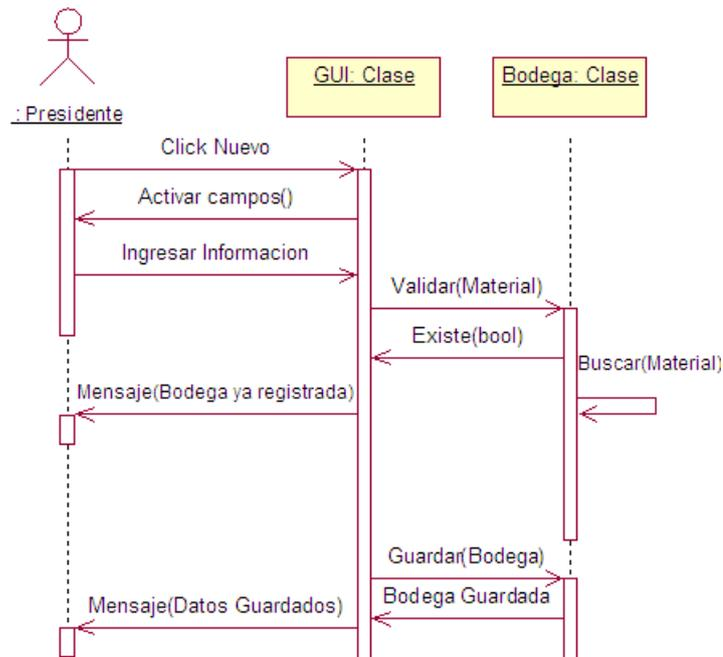 : Presidente
GUI: Clase
Bodega: Clase
Click Nuevo
Activar campos()
Ingresar Informacion
Validar(Material)
Existe(bool)
Buscar(Material)
Mensaje(Bodega ya registrada)
Guardar(Bodega)
Bodega Guardada
Mensaje(Datos Guardados)